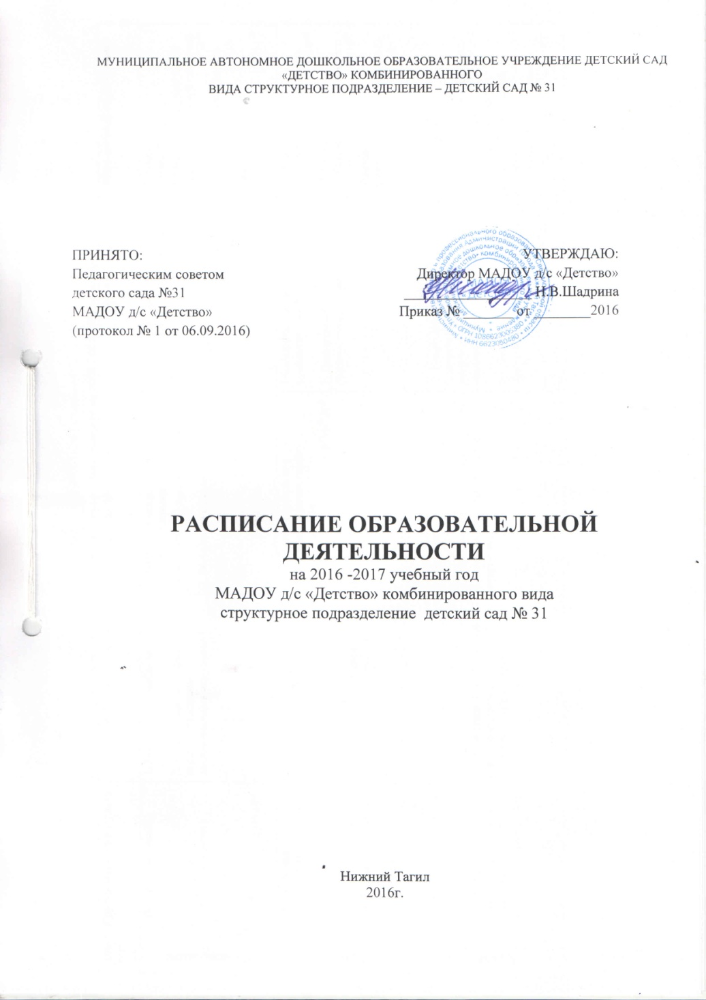 МУНИЦИПАЛЬНОЕ АВТОНОМНОЕ ДОШКОЛЬНОЕ ОБРАЗОВАТЕЛЬНОЕ УЧРЕЖДЕНИЕ ДЕТСКИЙ САД
«ДЕТСТВО» КОМБИНИРОВАННОГО
ВИДА СТРУКТУРНОЕ ПОДРАЗДЕЛЕНИЕ – ДЕТСКИЙ САД № 31
ПРИНЯТО:
Педагогическим советом
детского сада №31
МАДОУ д/с «Детство»
(протокол № 1 от 06.09.2016)
УТВЕРЖДАЮ:
Директор МАДОУ д/с «Детство»
Н.В.Шадрина
Приказ № _______ от ________2016
РАСПИСАНИЕ ОБРАЗОВАТЕЛЬНОЙ
ДЕЯТЕЛЬНОСТИ
на 2016 -2017 учебный год
МАДОУ д/с «Детство» комбинированного вида
структурное подразделение детский сад № 31
Нижний Тагил
2016г.